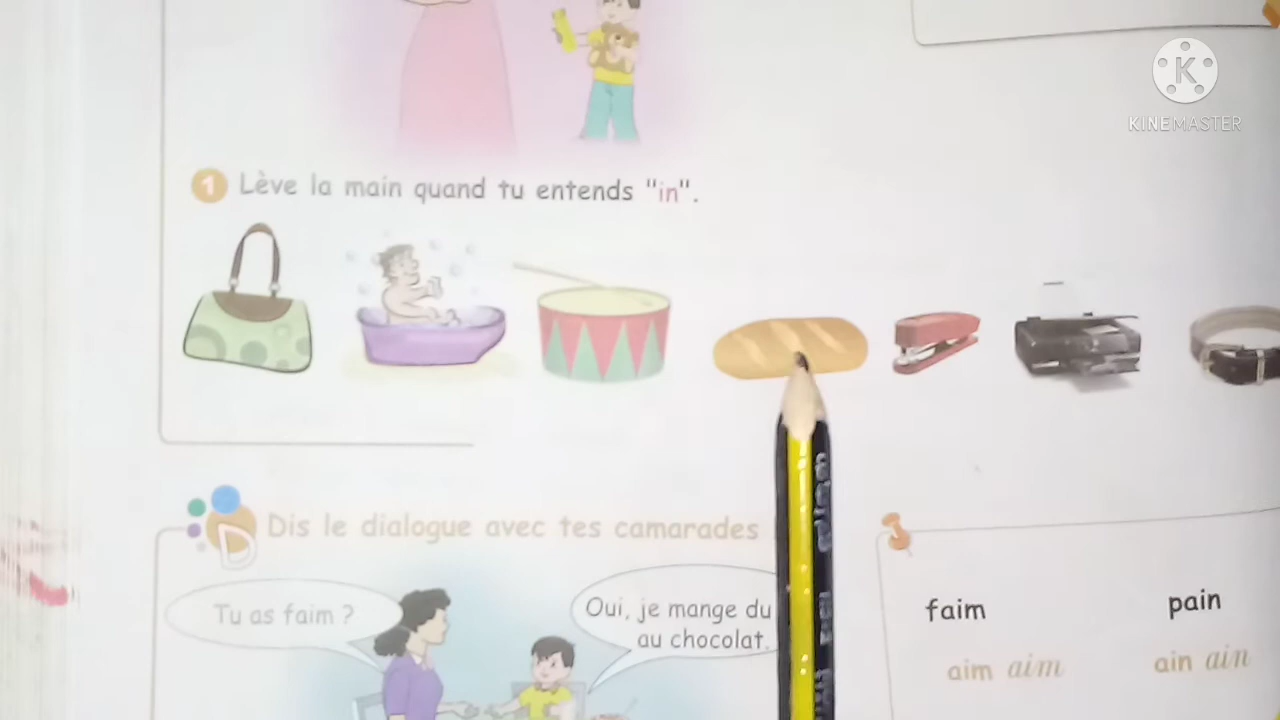 KINEMASTER
1 Lève la main quand tu entends "in".
D Dis le dialogue avec tes camarades
Tu as faim ?
Oui, je mange du
au chocolat.
faim
pain
aim aim
ain ain